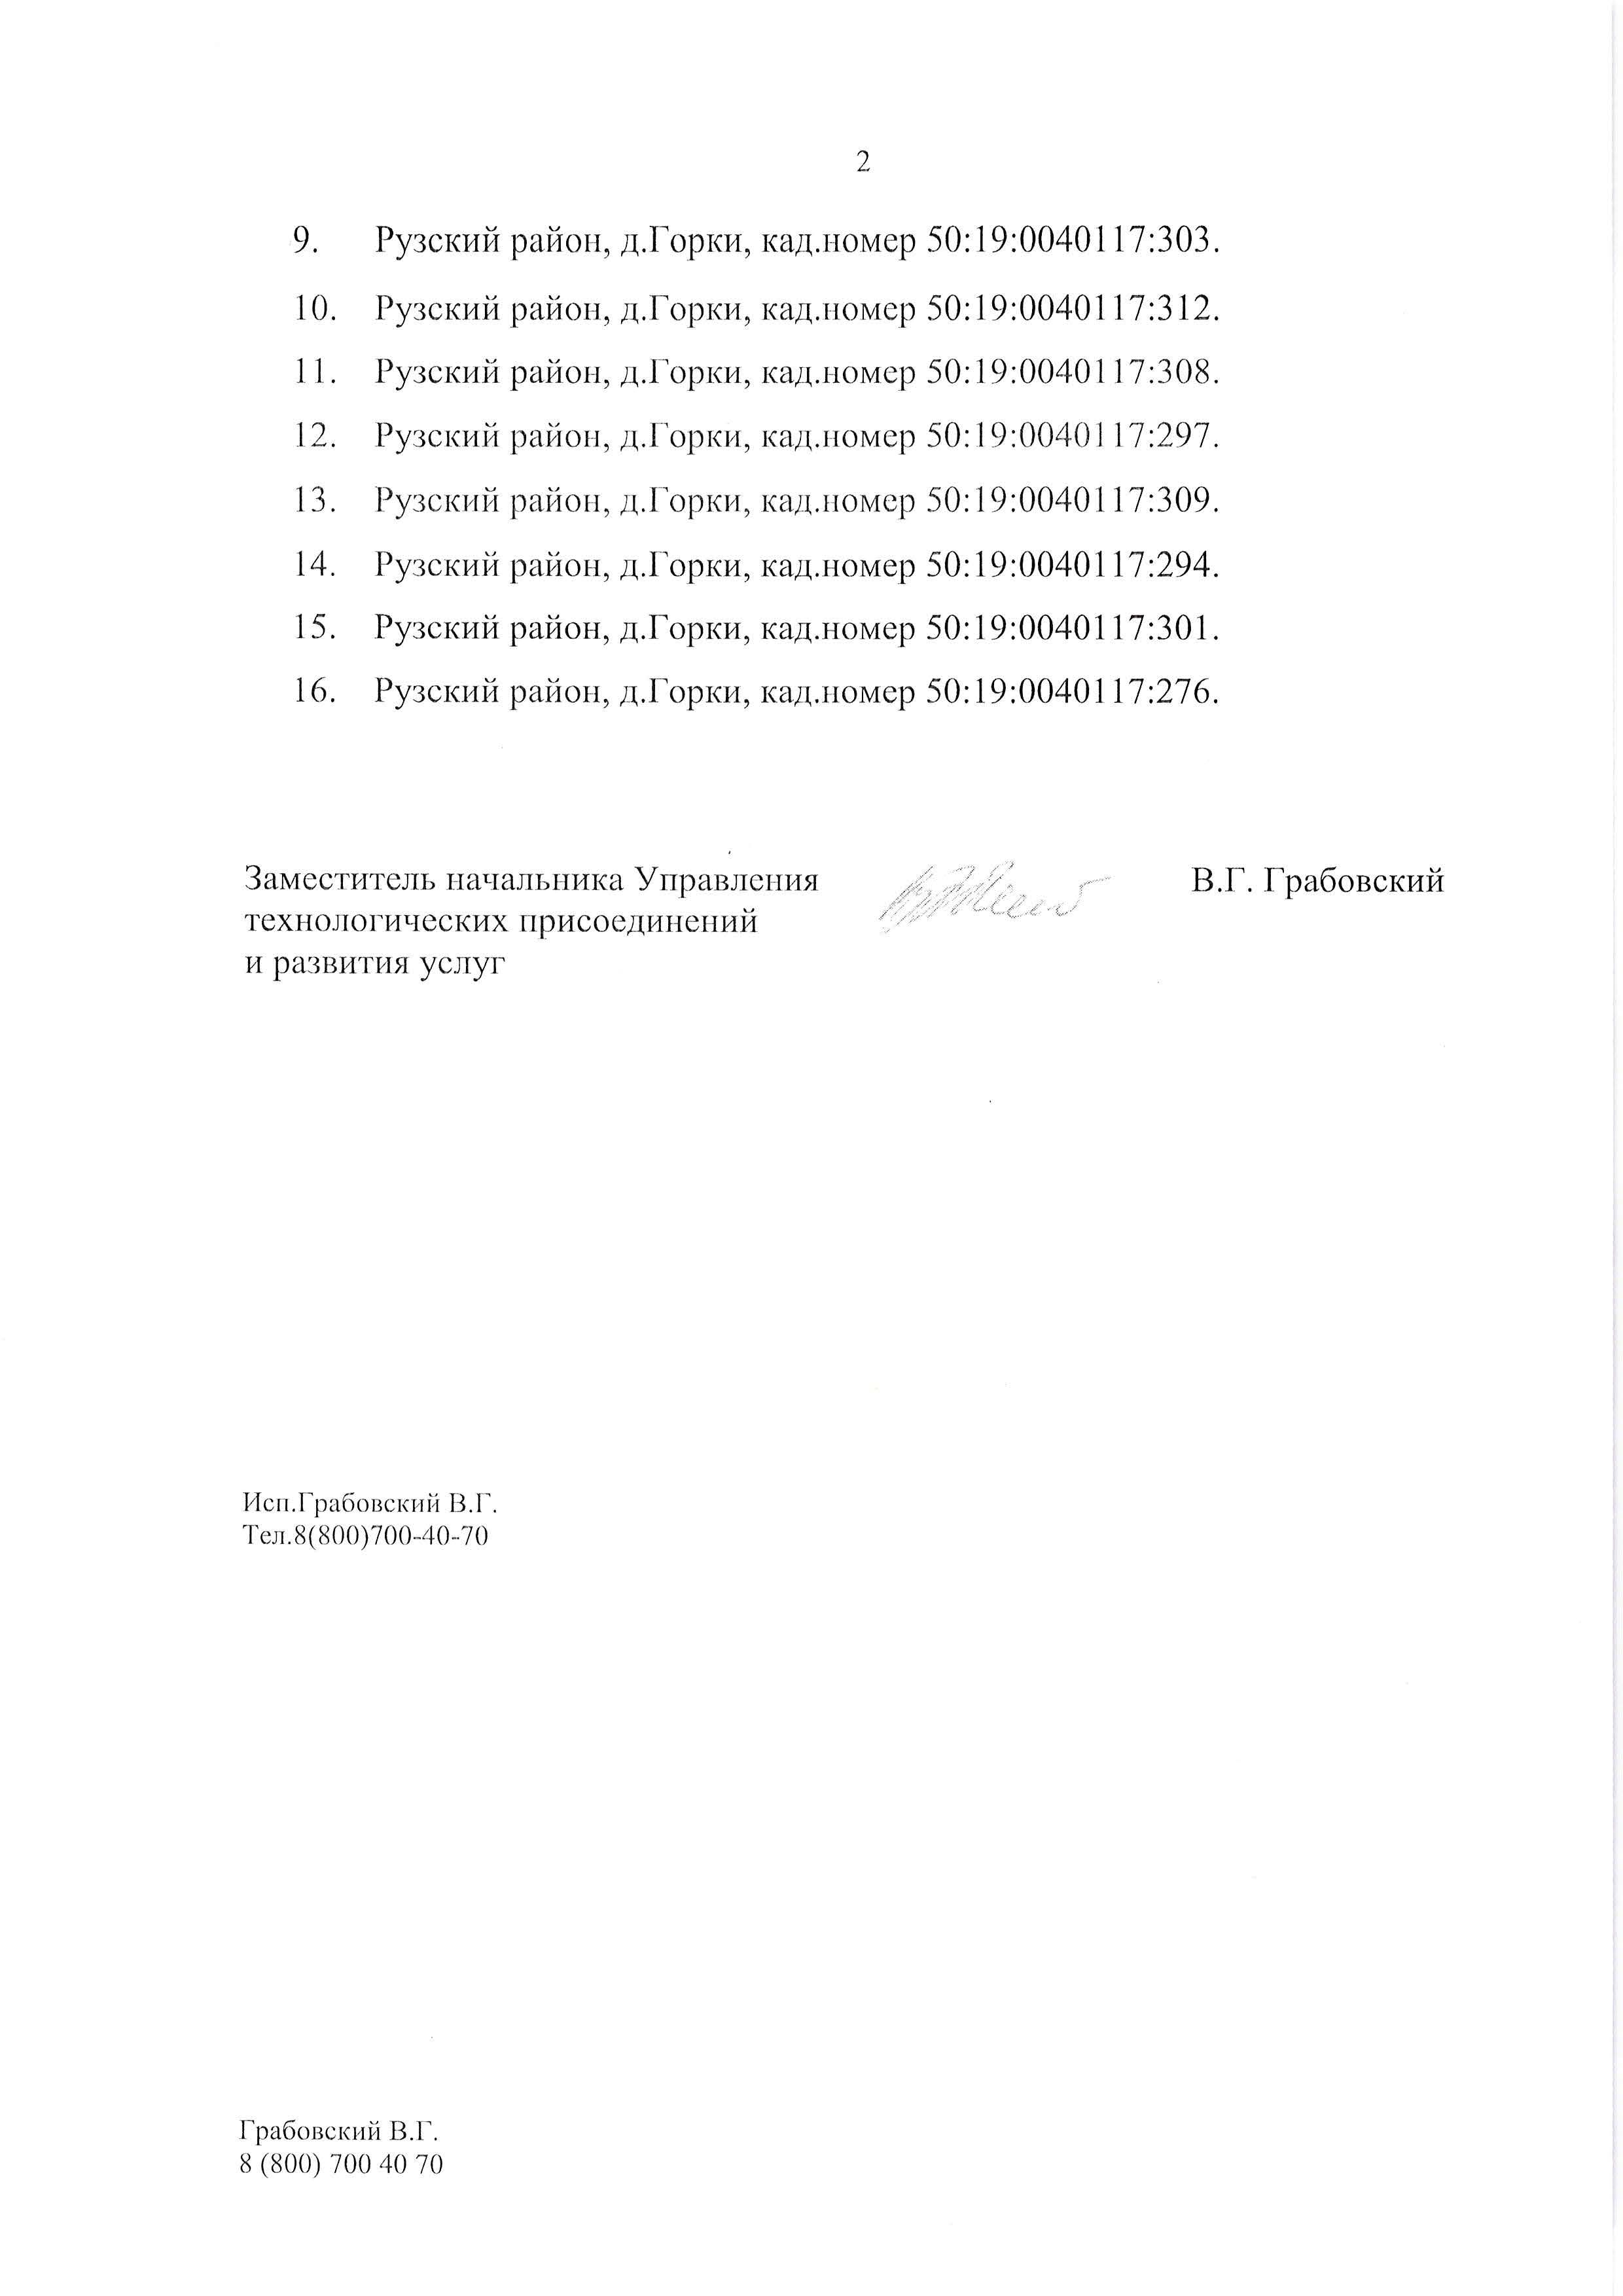 2
9. Рузский район, д.Горки, кад.номер 50:19:0040117:303.
10. Рузский район, д.Горки, кад.номер 50:19:0040117:312.
11. Рузский район, д.Горки, кад.номер 50:19:0040117:308.
12. Рузский район, д.Горки, кад.номер 50:19:0040117:297.
13. Рузский район, д.Горки, кад.номер 50:19:0040117:309.
14. Рузский район, д.Горки, кад.номер 50:19:0040117:294.
15. Рузский район, д.Горки, кад.номер 50:19:0040117:301.
16. Рузский район, д.Горки, кад.номер 50:19:0040117:276.
Заместитель начальника Управления В.Г. Грабовский
технологических присоединений
и развития услуг
Исп.Грабовский В.Г.
Тел.8(800)700-40-70
Грабовский В.Г.
8 (800) 700 40 70